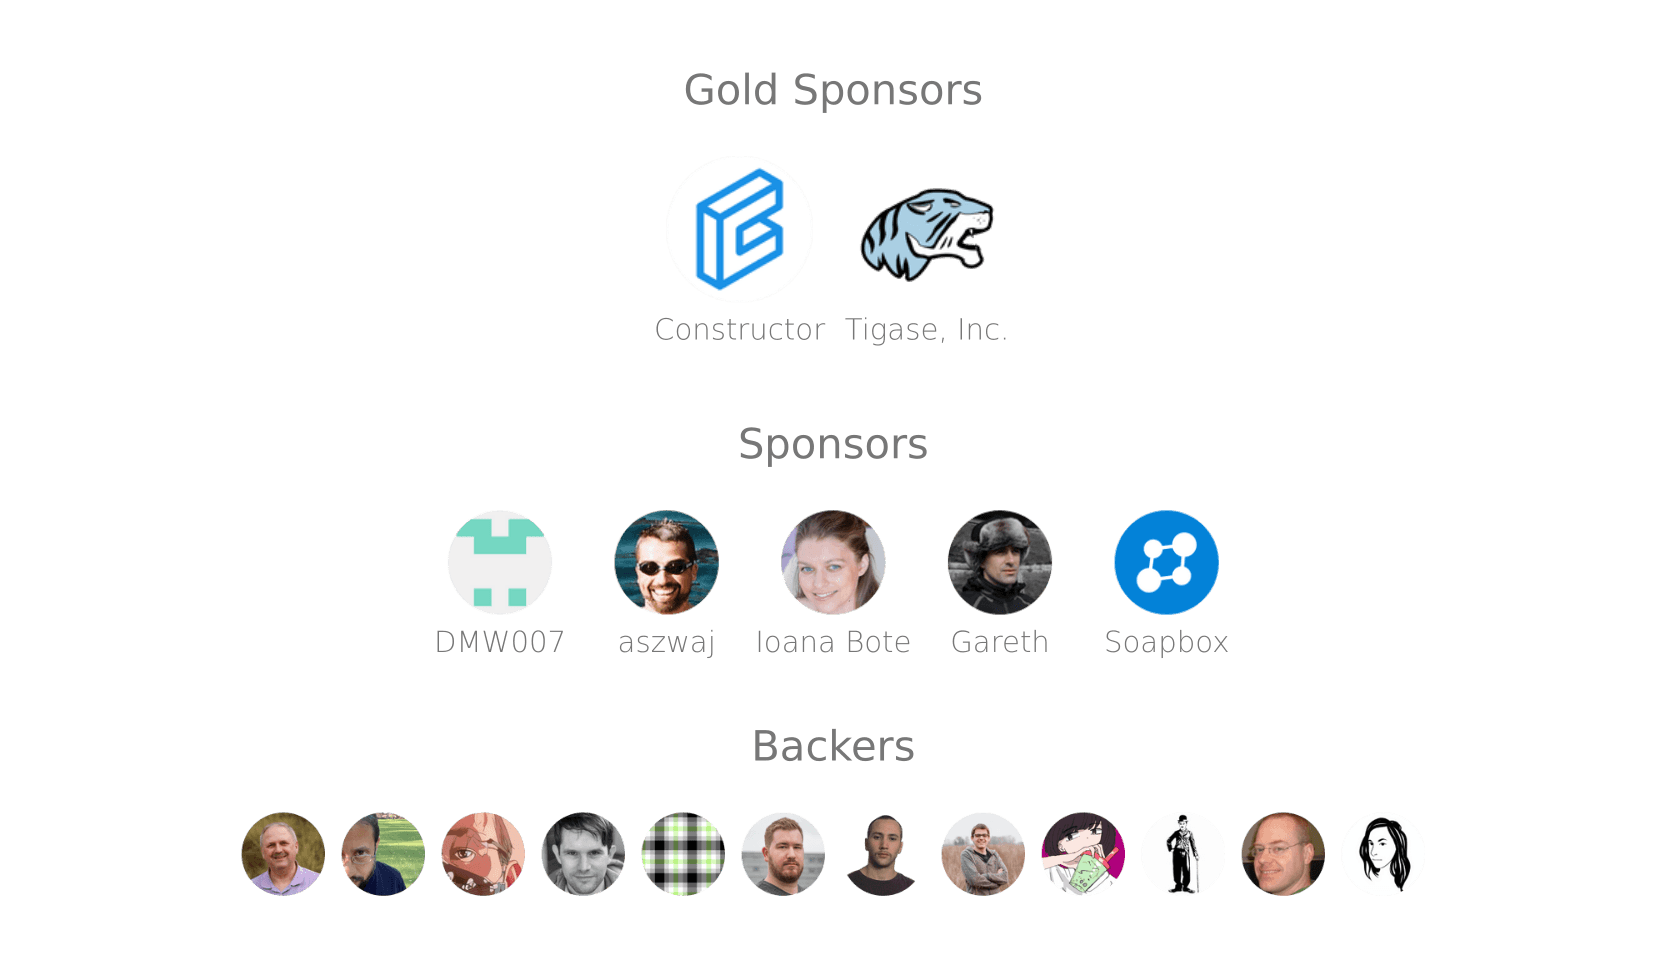 Gold Sponsors
Constructor Tigase, Inc.
Sponsors
DMW007 aszwaj Ioana Bote Gareth Soapbox
Backers